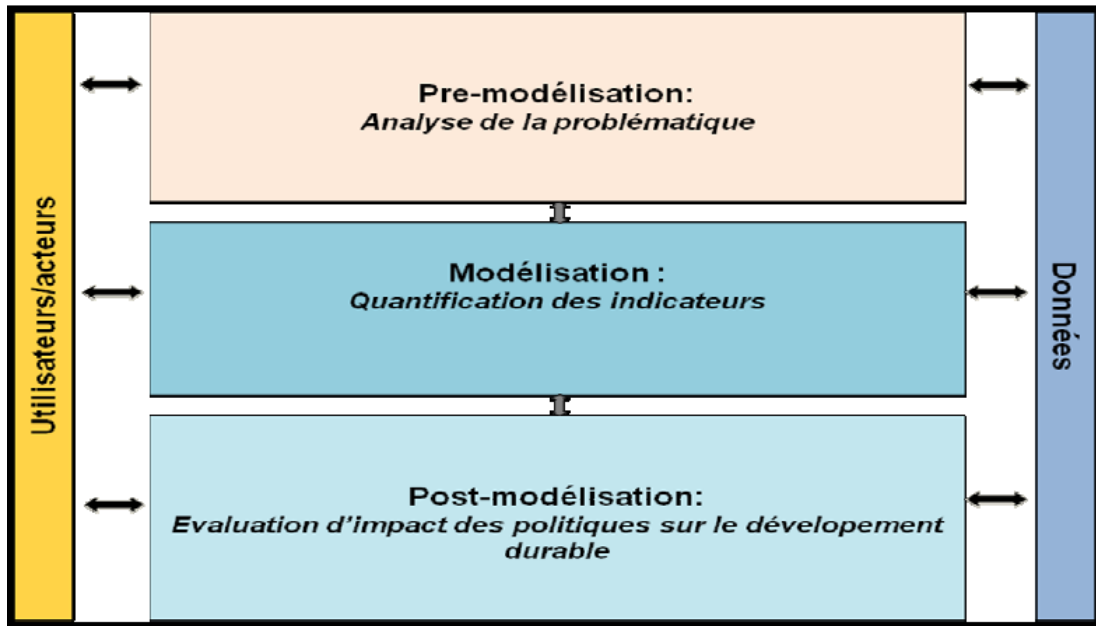 Utilisateurs/acteurs
Pre-modélisation:
Analyse de la problématique
Modélisation :
Quantification des indicateurs
Post-modélisation:
Evaluation d'impact des politiques sur le dévelopement
durable
Données